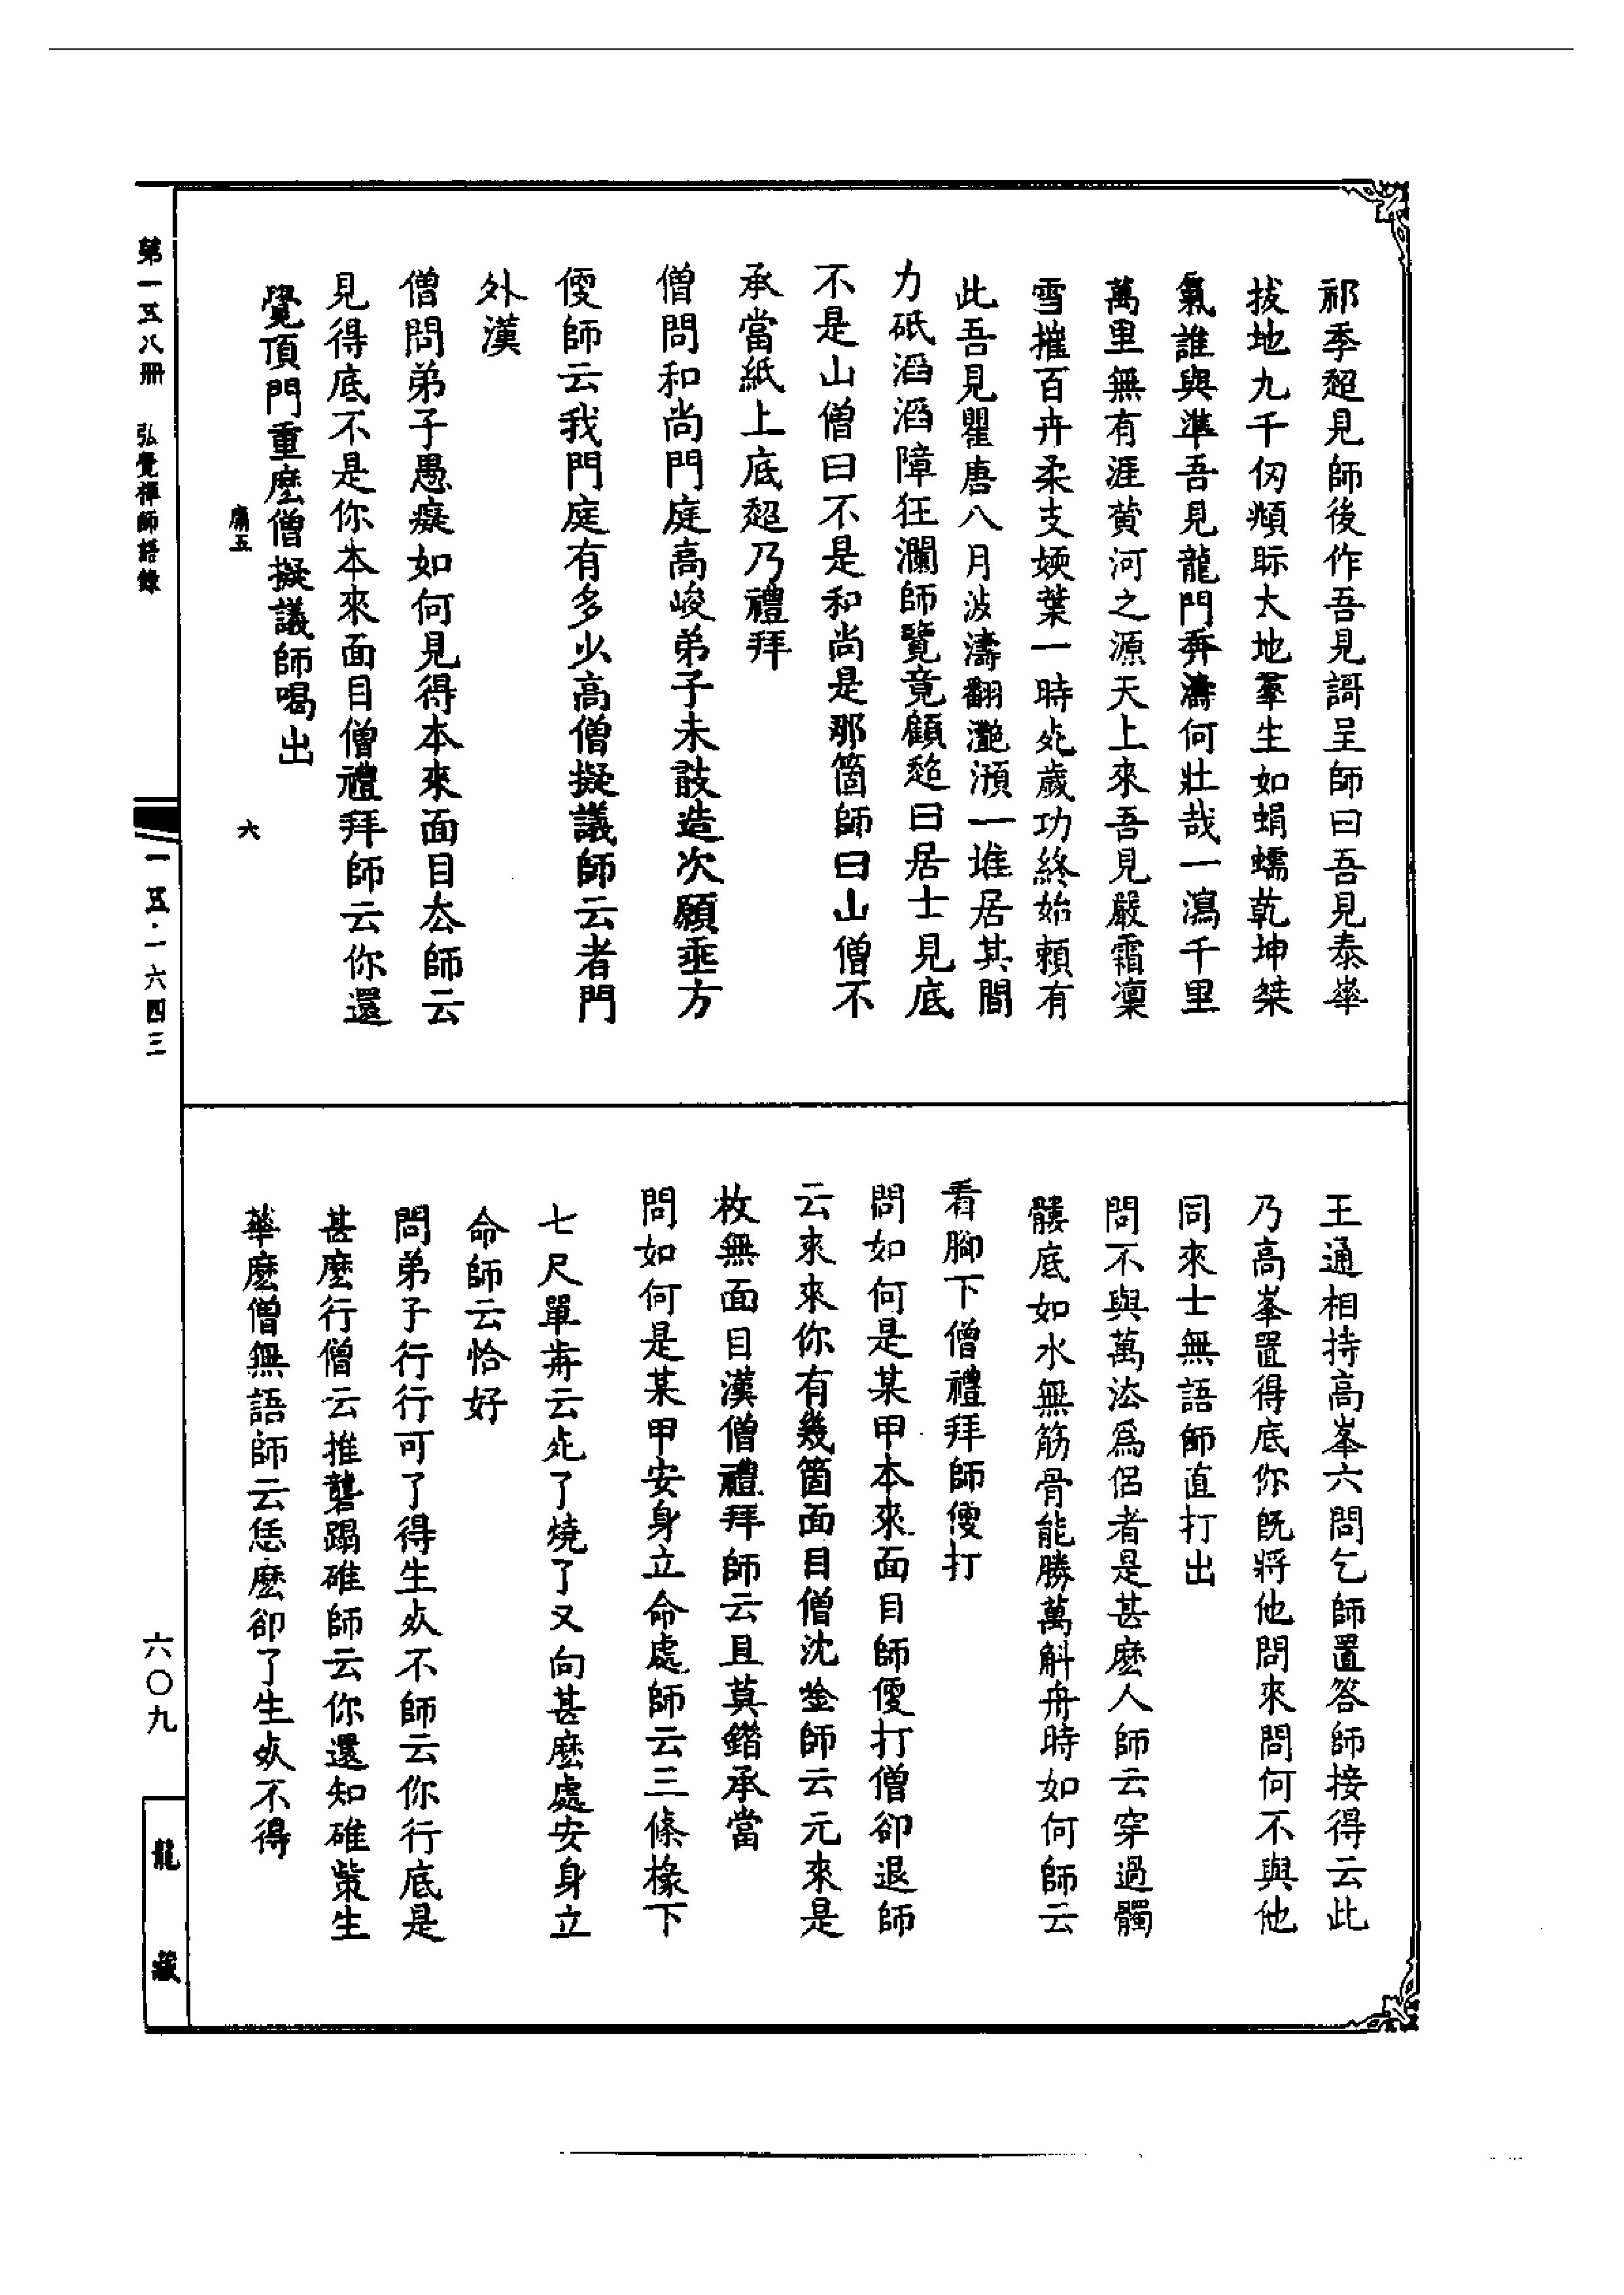 祁季超見師後作吾見謌呈師曰吾見泰崋
拔地九千仞頫眎大地羣生如蜎蠕乾坤桀
氣誰與準吾見龍門奔濤何壯哉一瀉千里
萬里無有涯黃河之源天上來吾見嚴霜凜
雪摧百卉柔支媆葉一時死歲功終始賴有
此吾見瞿唐八月波濤翻灧澦一堆居其間
力砥滔滔障狂瀾師覽竟顧超曰居士見底
不是山僧曰不是和尚是那箇師曰山僧不
承當紙上底超乃禮拜
僧問和尚門庭高峻弟子未敢造次願垂方
便師云我門庭有多少高僧擬議師云者門
外漢
僧問弟子愚癡如何見得本來面目厺師云
見得底不是你本來面目僧禮拜師云你還
覺頂門重麼僧擬議師喝出
庸五
六
第一五八冊
弘覺禪師語錄
一五·一六四三
王通相持高峯六問乞師置答師接得云此
乃高峯置得底你旣將他問來問何不與他
同來士無語師直打出
問不與萬法爲侶者是甚麽人師云穿過髑
髏底如水無筋骨能勝萬斛舟時如何師云
看腳下僧禮拜師便打
問如何是某甲本來面目師便打僧卻退師
云來來你有幾箇面目僧沈唫師云元來是
枚無面目漢僧禮拜師云且莫錯承當
問如何是某甲安身立命處師云三條椽下
七尺單歬云死了燒了又向甚麽處安身立
命師云恰好
問弟子行行可了得生死不師云你行底是
甚麽行僧云推礱蹋碓師云你還知碓觜生
華麽僧無語師云恁麽卻了生死不得
六〇九
龍藏